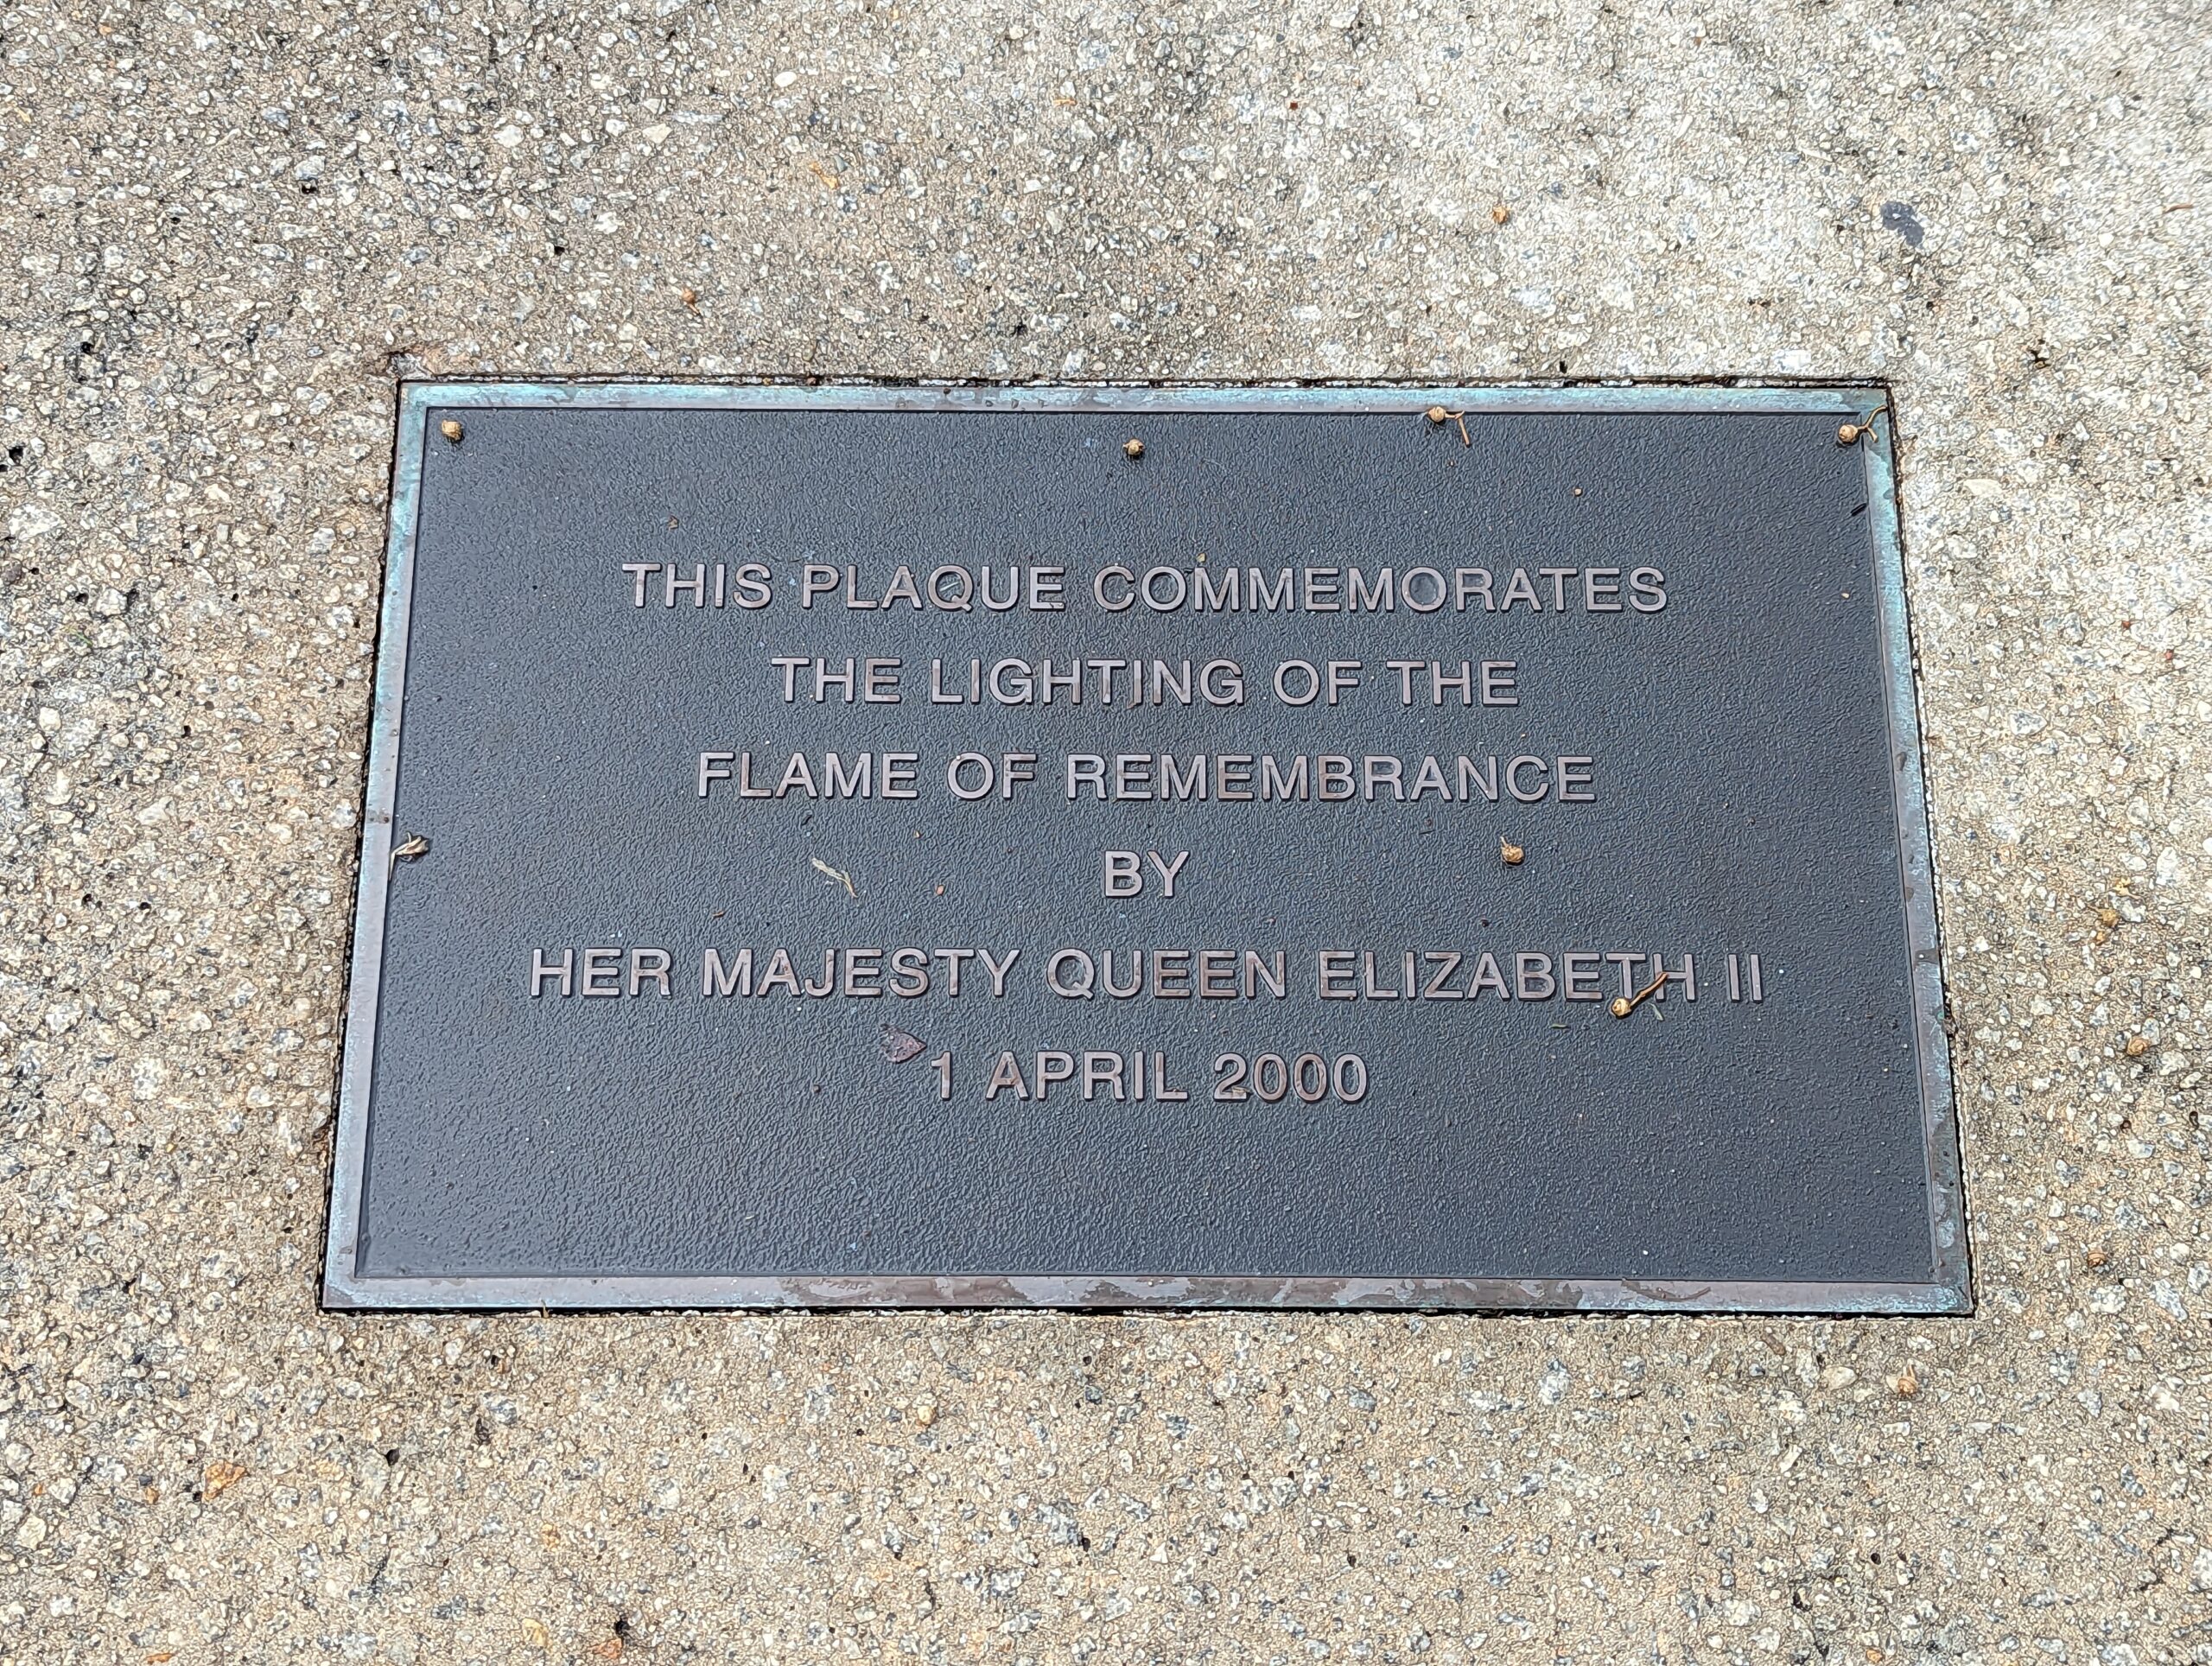 THIS PLAQUE COMMEMORATES
THE LIGHTING OF THE
FLAME OF REMEMBRANCE
BY
HER MAJESTY QUEEN ELIZABETH II
1 APRIL 2000